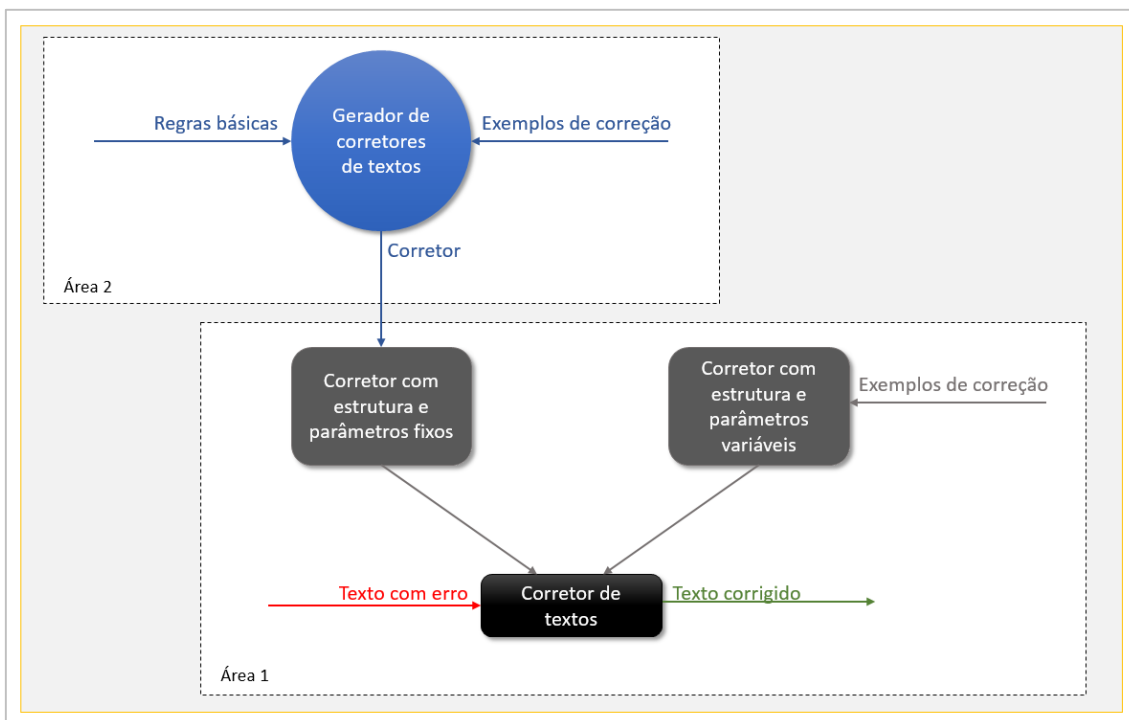 Regras básicas
Gerador de
corretores
de textos
Exemplos de correção
Corretor
Área 2
Corretor com
estrutura e
parâmetros fixos
Corretor com
estrutura e
parâmetros
variáveis
Exemplos de correção
Texto com erro
Corretor de
textos
Texto corrigido
Área 1